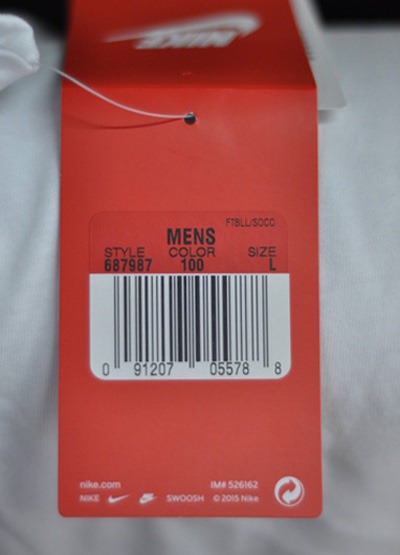 NIKE
FTBLL/SOCC
MENS
STYLE COLOR SIZE
687987 100 L
0 91207 05578 8
nike.com IM# 526162
NIKE SWOOSH © 2015 Nike